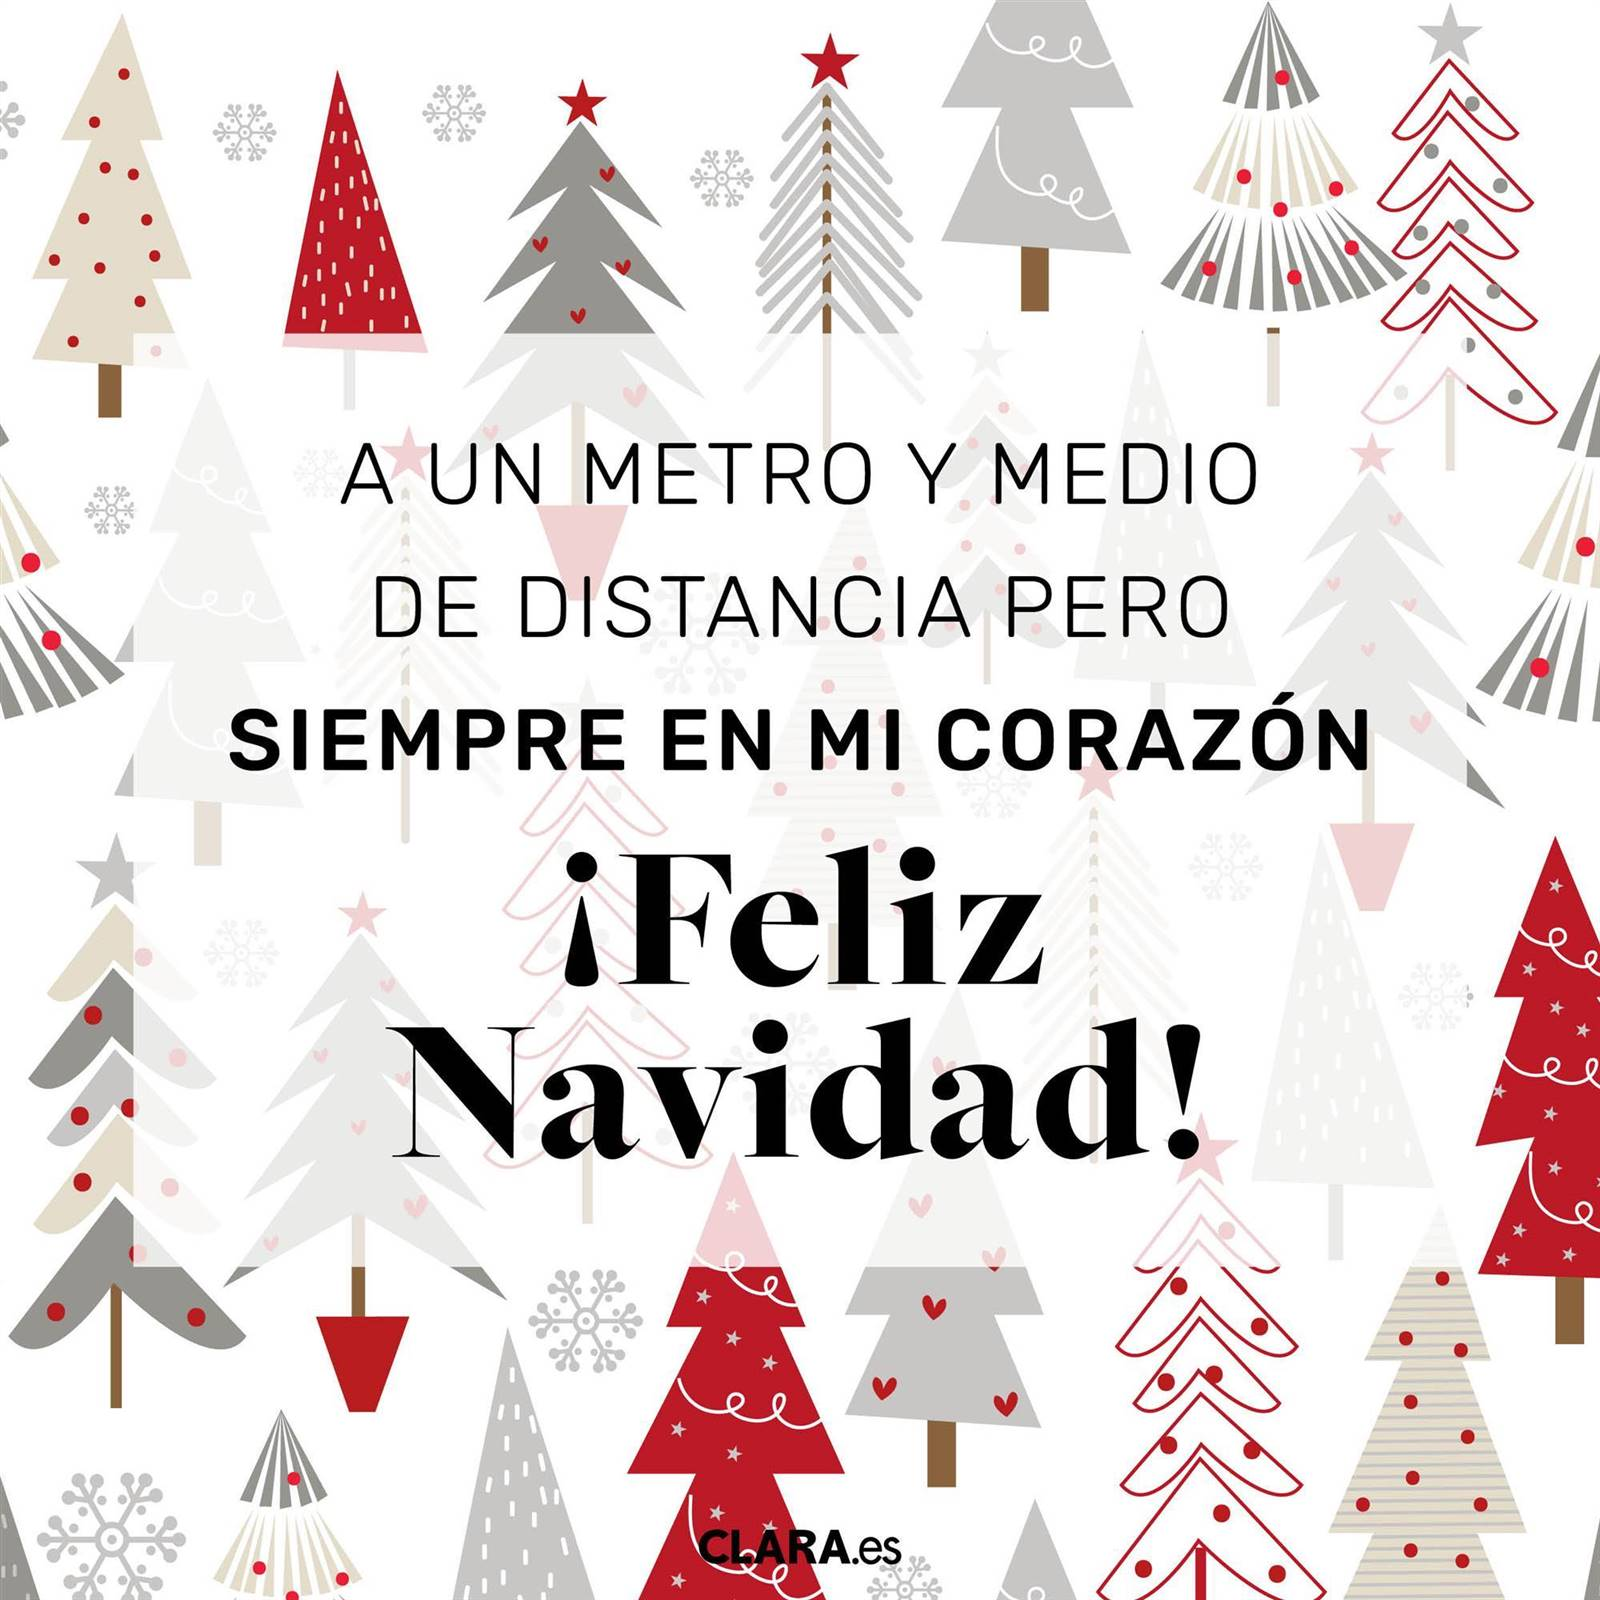 A UN METRO Y MEDIO
DE DISTANCIA PERO
SIEMPRE EN MI CORAZÓN
¡Feliz
Navidad!
CLARA.es